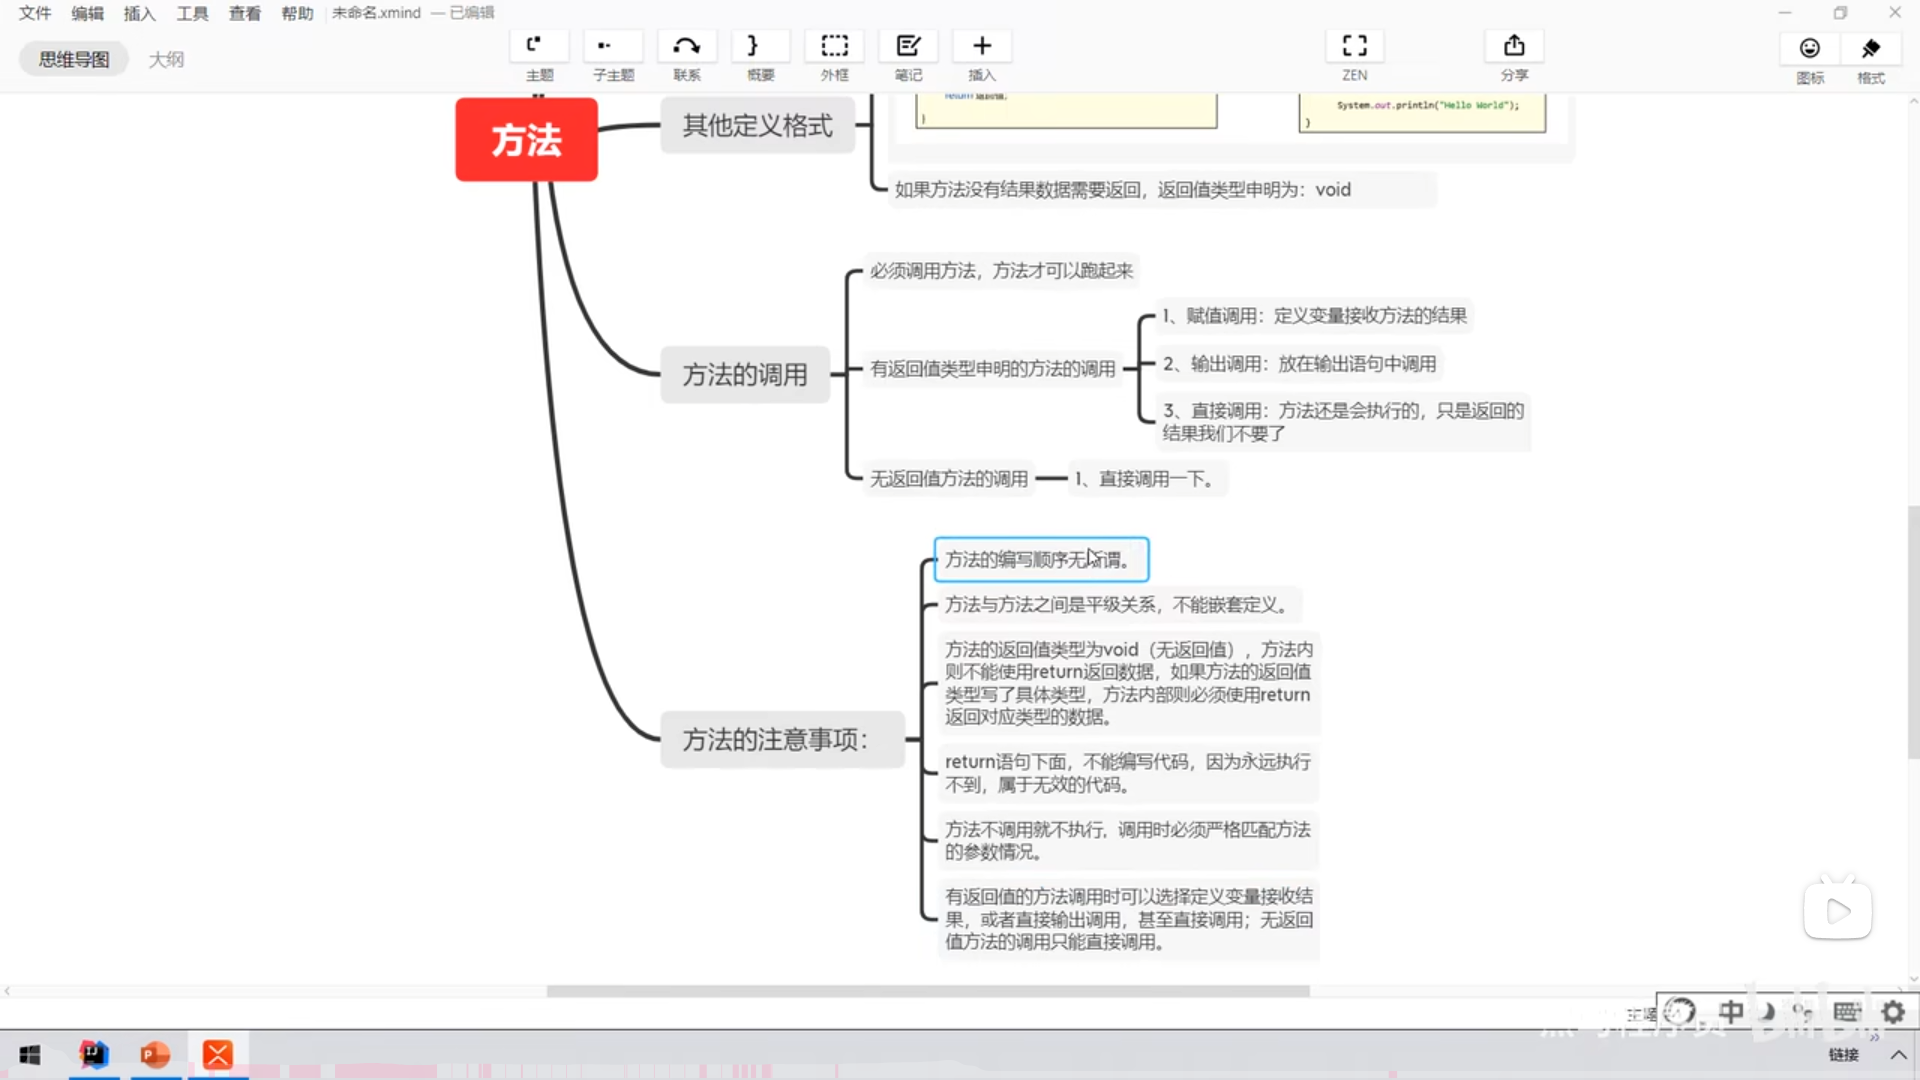 文件 编辑 插入 工具 查看 帮助 未命名.xmind — 已编辑
思维导图 大纲
主题 子主题 联系 概要 外框 笔记 插入 ZEN 分享 图标 格式
}
System.out.println("Hello World");
}
方法
其他定义格式
如果方法没有结果数据需要返回，返回值类型申明为：void
方法的调用
必须调用方法，方法才可以跑起来
有返回值类型申明的方法的调用
1、赋值调用：定义变量接收方法的结果
2、输出调用：放在输出语句中调用
3、直接调用：方法还是会执行的，只是返回的
结果我们不要了
无返回值方法的调用
1、直接调用一下。
方法的注意事项：
方法的编写顺序无所谓。
方法与方法之间是平级关系，不能嵌套定义。
方法的返回值类型为void（无返回值），方法内
则不能使用return返回数据，如果方法的返回值
类型写了具体类型，方法内部则必须使用return
返回对应类型的数据。
return语句下面，不能编写代码，因为永远执行
不到，属于无效的代码。
方法不调用就不执行，调用时必须严格匹配方法
的参数情况。
有返回值的方法调用时可以选择定义变量接收结
果，或者直接输出调用，甚至直接调用；无返回
值方法的调用只能直接调用。
中
链接